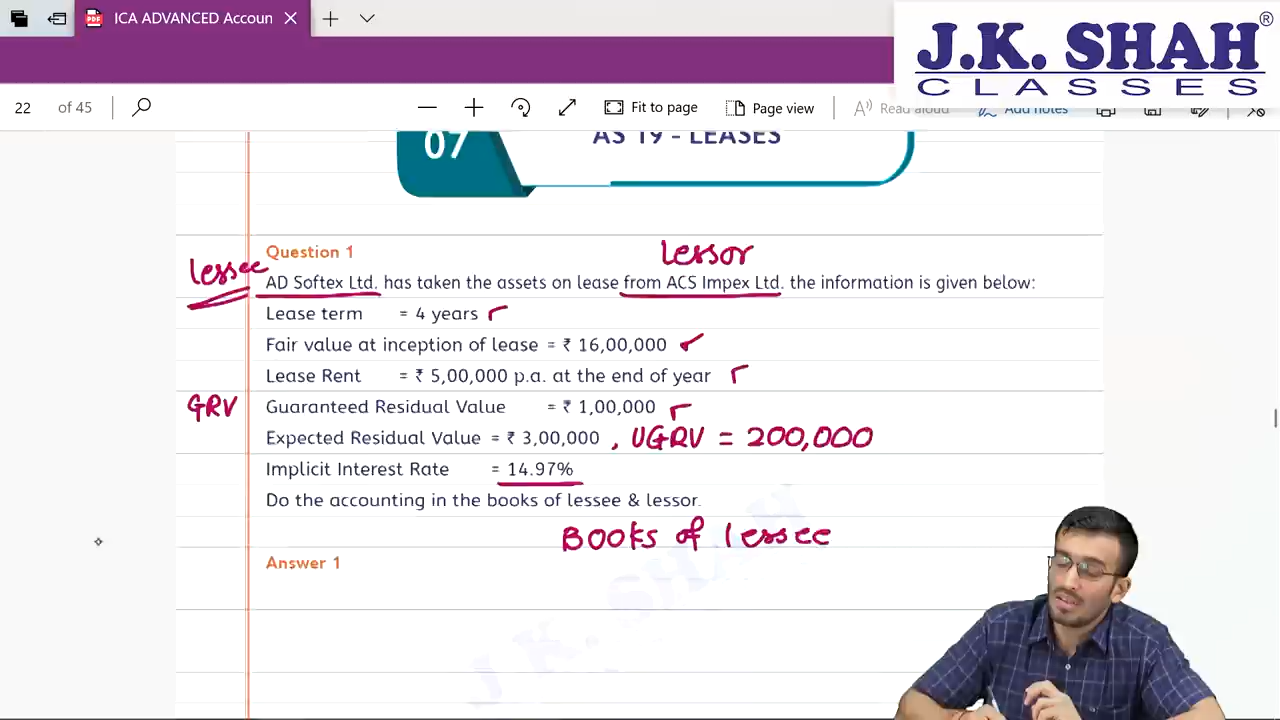 ICA ADVANCED Accoun
J.K. SHAH®
CLASSES
22 of 45
Fit to page
Page view
Read aloud
Add notes
07
AS 19 - LEASES
Question 1
lessor
lessee
AD Softex Ltd. has taken the assets on lease from ACS Impex Ltd. the information is given below:
Lease term = 4 years
Fair value at inception of lease = ₹ 16,00,000
Lease Rent = ₹ 5,00,000 p.a. at the end of year
GRV Guaranteed Residual Value = ₹ 1,00,000
Expected Residual Value = ₹ 3,00,000 , UGRV = 200,000
Implicit Interest Rate = 14.97%
Do the accounting in the books of lessee & lessor.
Books of lessee
Answer 1
J.K. SHAH